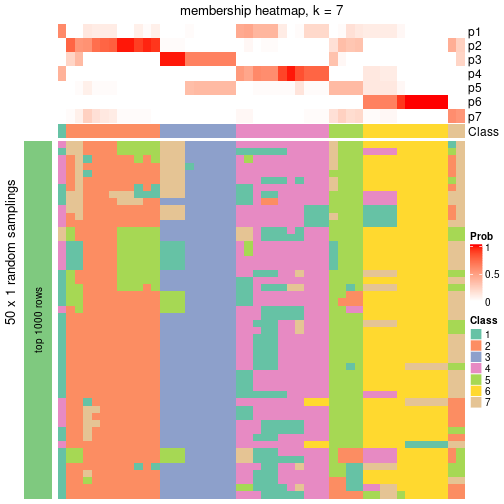 membership heatmap, k = 7
p1
p2
p3
p4
p5
p6
p7
Class
50 x 1 random samplings
top 1000 rows
Prob
1
0.5
0
Class
1
2
3
4
5
6
7